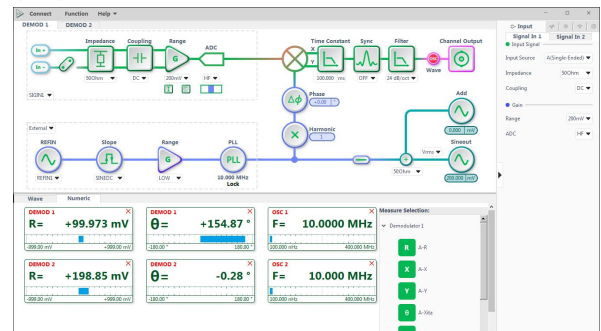 Connect Function Help
DEMOD 1 DEMOD 2
Impedance Coupling Range ADC Time Constant Sync Filter Channel Output
In +
In -
G
X
Y
Wave
50Ohm DC 200mV HF 100.000 ms OFF 24 dB/oct
SIGIN1
Δφ
Phase
+0.00 °
Add
0.000 mV
External
Harmonic
1
REFIN Slope Range PLL
G PLL
Vrms
Sineout
REFIN1 SINEDC LOW 10.000 MHz
Lock
50Ohm
200.000 mV
Input
Signal In 1 Signal In 2
Input Signal
Input Source A(Single-Ended)
Impedance 50Ohm
Coupling DC
Gain
Range 200mV
ADC HF
Wave Numeric
DEMOD 1
R= +99.973 mV
-999.00 mV +999.00 mV
DEMOD 1
θ= +154.87 °
-180.00 ° 180.00 °
OSC 1
F= 10.0000 MHz
100.000 nHz 400.000 MHz
DEMOD 2
R= +198.85 mV
-999.00 mV +999.00 mV
DEMOD 2
θ= -0.28 °
-180.00 ° 180.00 °
OSC 2
F= 10.000 MHz
100.000 nHz 400.000 MHz
Measure Selection:
Demodulator 1
R A-R
X A-X
Y A-Y
θ A-Xita